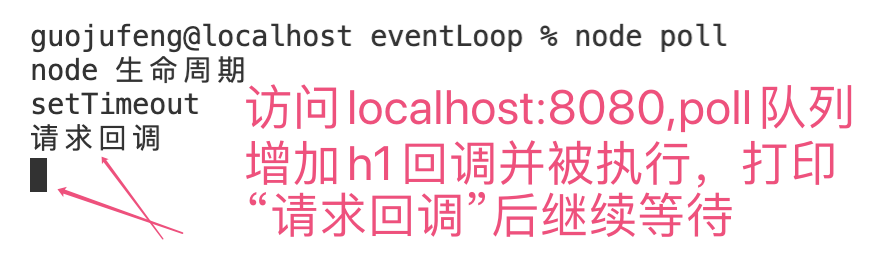 guojufeng@localhost eventLoop % node poll
node 生命周期
setTimeout
请求回调
访问localhost:8080,poll队列
增加h1回调并被执行，打印
“请求回调”后继续等待